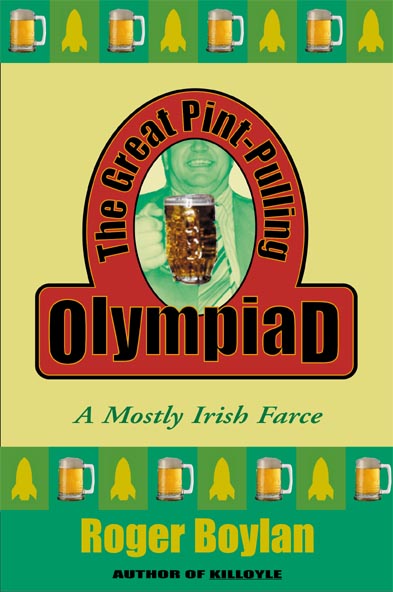 The Great Pint-Pulling
OlympiaD
A Mostly Irish Farce
Roger Boylan
AUTHOR OF KILLOYLE